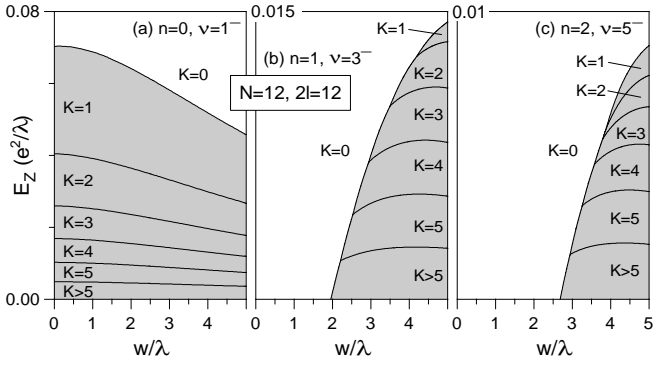 0.08
0.00
E_Z (e²/λ)
(a) n=0, ν=1⁻
K=0
K=1
K=2
K=3
K=4
K=5
K>5
0 1 2 3 4
w/λ
N=12, 2l=12
0.015
(b) n=1, ν=3⁻
K=0
K=1
K=2
K=3
K=4
K=5
K>5
0 1 2 3 4
w/λ
0.01
(c) n=2, ν=5⁻
K=0
K=1
K=2
K=3
K=4
K=5
K>5
0 1 2 3 4 5
w/λ